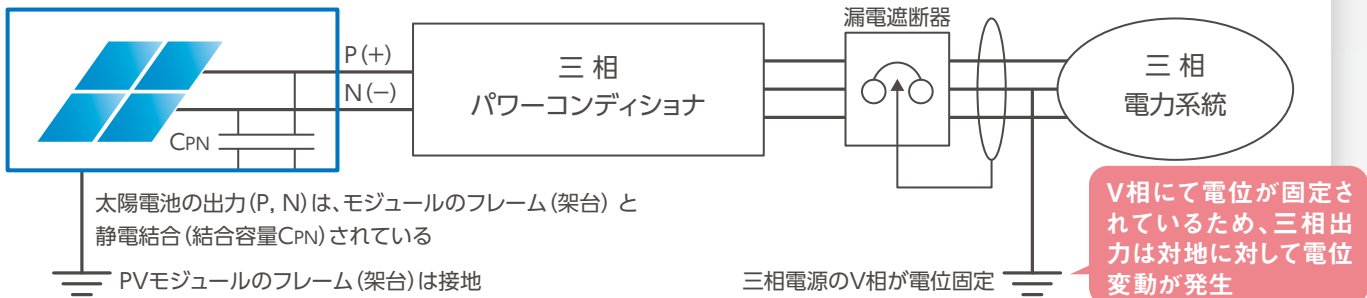 漏電遮断器
P(+)
N(−)
CPN
三 相
パワーコンディショナ
三 相
電力系統
太陽電池の出力(P, N)は、モジュールのフレーム(架台) と
静電結合(結合容量CPN)されている
PVモジュールのフレーム(架台)は接地
三相電源のV相が電位固定
V相にて電位が固定さ
れているため、三相出
力は対地に対して電位
変動が発生